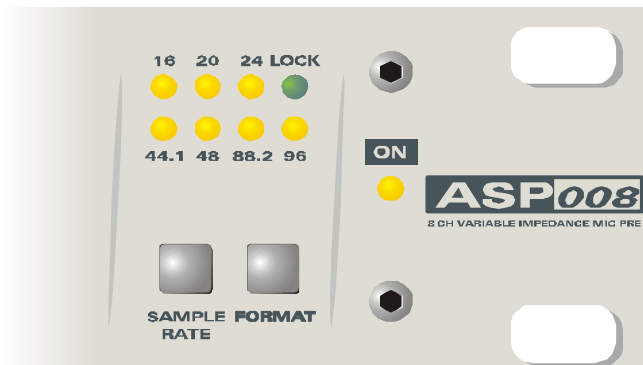 16 20 24 LOCK
44.1 48 88.2 96
ON
ASP008
8 CH VARIABLE IMPEDANCE MIC PRE
SAMPLE RATE
FORMAT